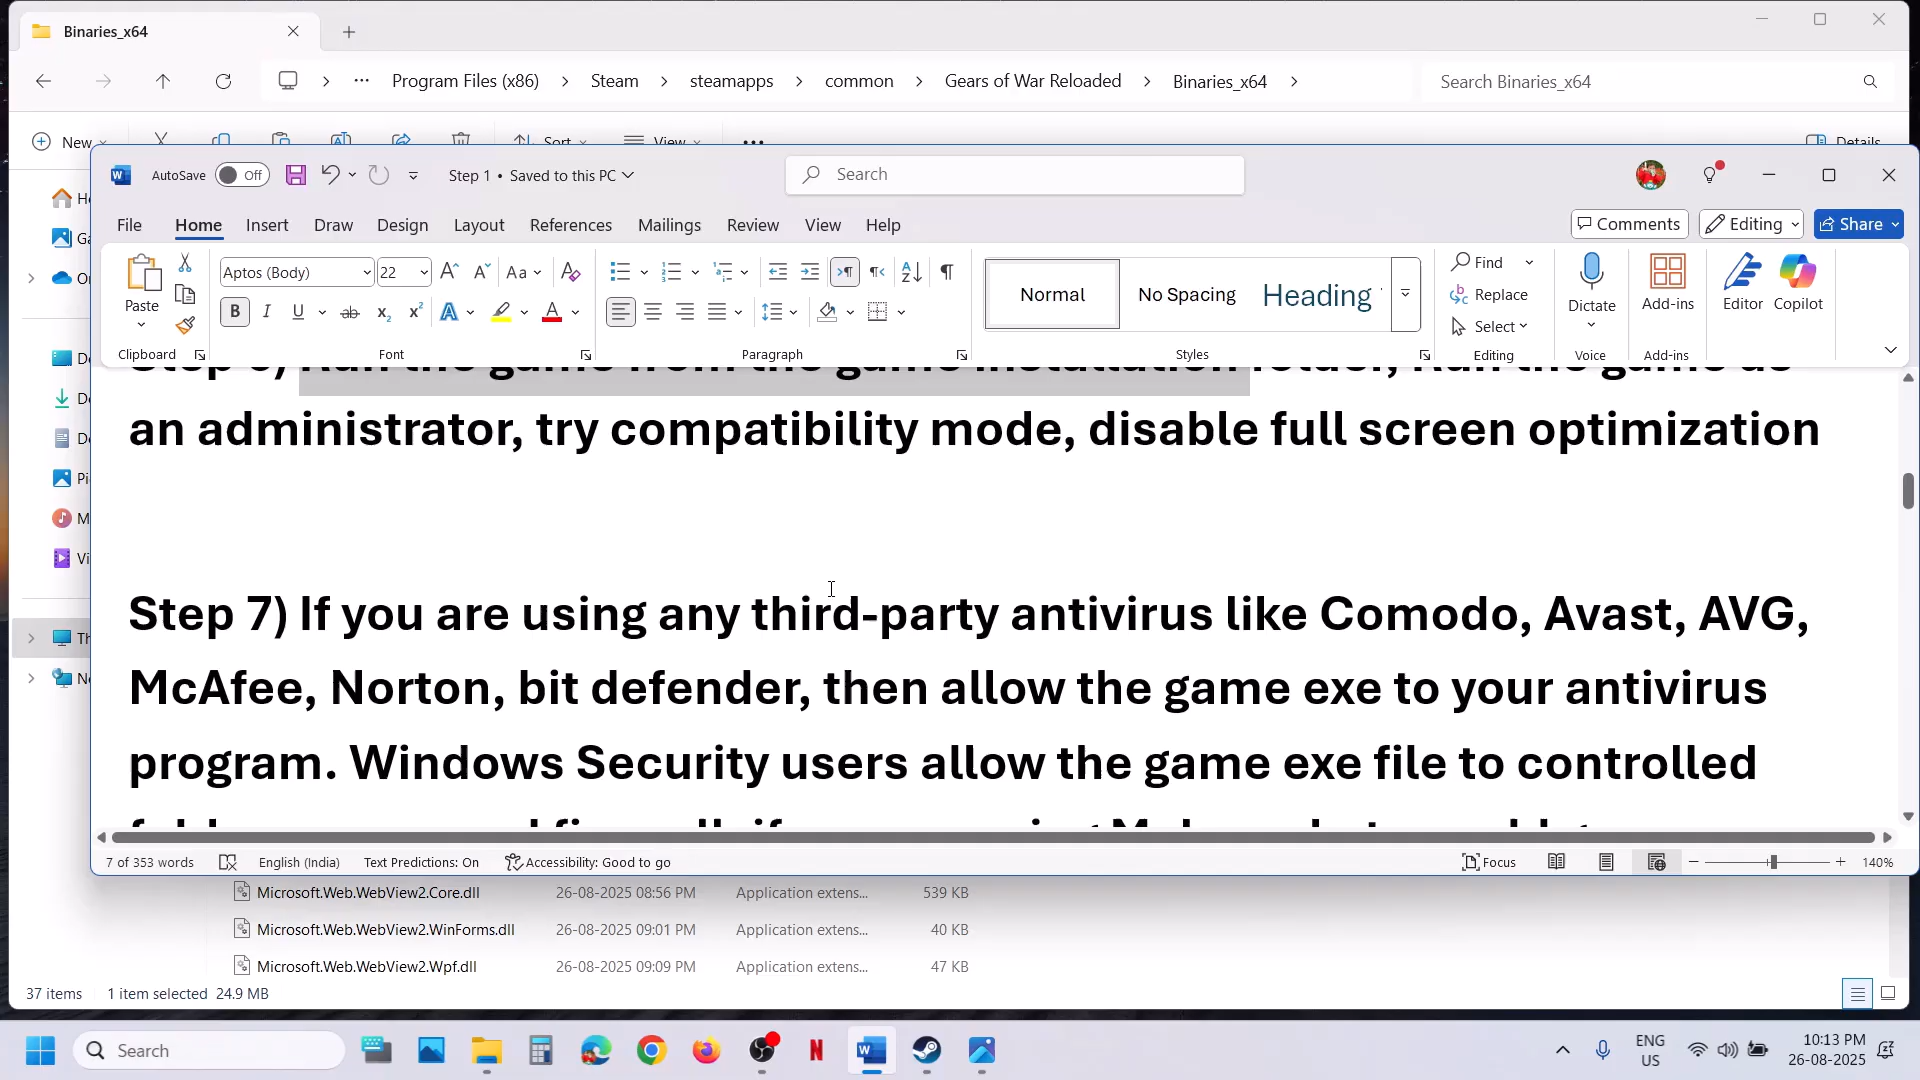 Binaries_x64
Program Files (x86) > Steam > steamapps > common > Gears of War Reloaded > Binaries_x64 >
Search Binaries_x64
New
Sort
View
Details
AutoSave
Off
Step 1 • Saved to this PC
Search
File
Home
Insert
Draw
Design
Layout
References
Mailings
Review
View
Help
Comments
Editing
Share
Paste
Aptos (Body)
22
Clipboard
Font
Paragraph
Normal
No Spacing
Heading
Styles
Find
Replace
Select
Editing
Dictate
Voice
Add-ins
Add-ins
Editor
Copilot
Step 6) Run the game from the game installation folder, Run the game as
an administrator, try compatibility mode, disable full screen optimization
Step 7) If you are using any third-party antivirus like Comodo, Avast, AVG,
McAfee, Norton, bit defender, then allow the game exe to your antivirus
program. Windows Security users allow the game exe file to controlled
7 of 353 words
English (India)
Text Predictions: On
Accessibility: Good to go
Focus
140%
Microsoft.Web.WebView2.Core.dll 26-08-2025 08:56 PM Application extens... 539 KB
Microsoft.Web.WebView2.WinForms.dll 26-08-2025 09:01 PM Application extens... 40 KB
Microsoft.Web.WebView2.Wpf.dll 26-08-2025 09:09 PM Application extens... 47 KB
37 items
1 item selected 24.9 MB
Search
ENG
US
10:13 PM
26-08-2025